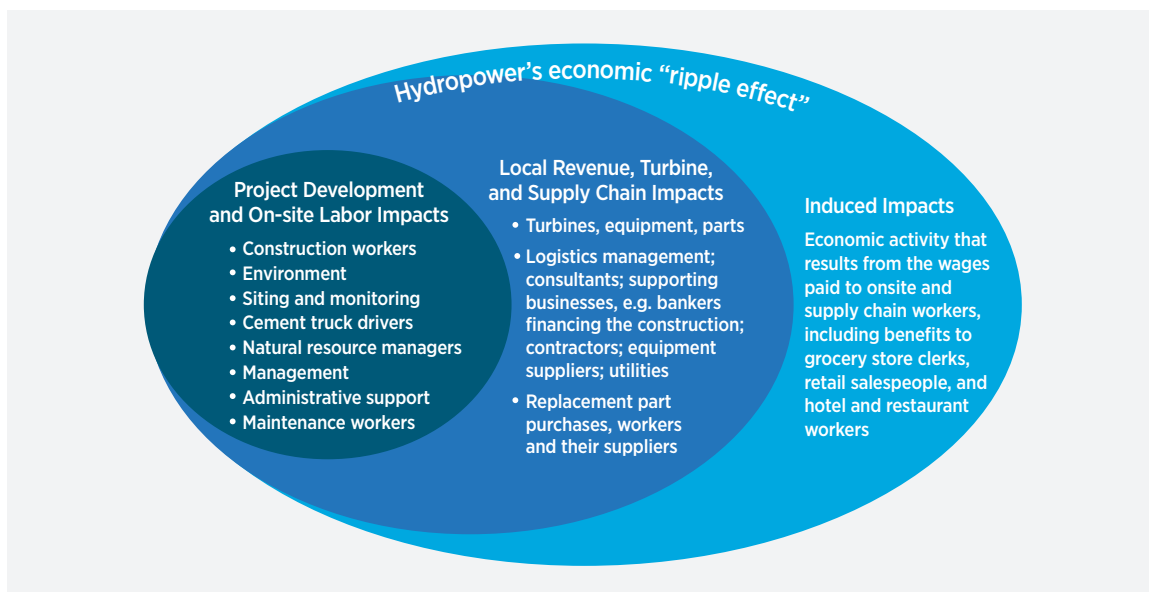 Hydropower's economic “ripple effect”
Project Development
and On-site Labor Impacts
• Construction workers
• Environment
• Siting and monitoring
• Cement truck drivers
• Natural resource managers
• Management
• Administrative support
• Maintenance workers
Local Revenue, Turbine,
and Supply Chain Impacts
• Turbines, equipment, parts
• Logistics management;
consultants; supporting
businesses, e.g. bankers
financing the construction;
contractors; equipment
suppliers; utilities
• Replacement part
purchases, workers
and their suppliers
Induced Impacts
Economic activity that
results from the wages
paid to onsite and
supply chain workers,
including benefits to
grocery store clerks,
retail salespeople, and
hotel and restaurant
workers